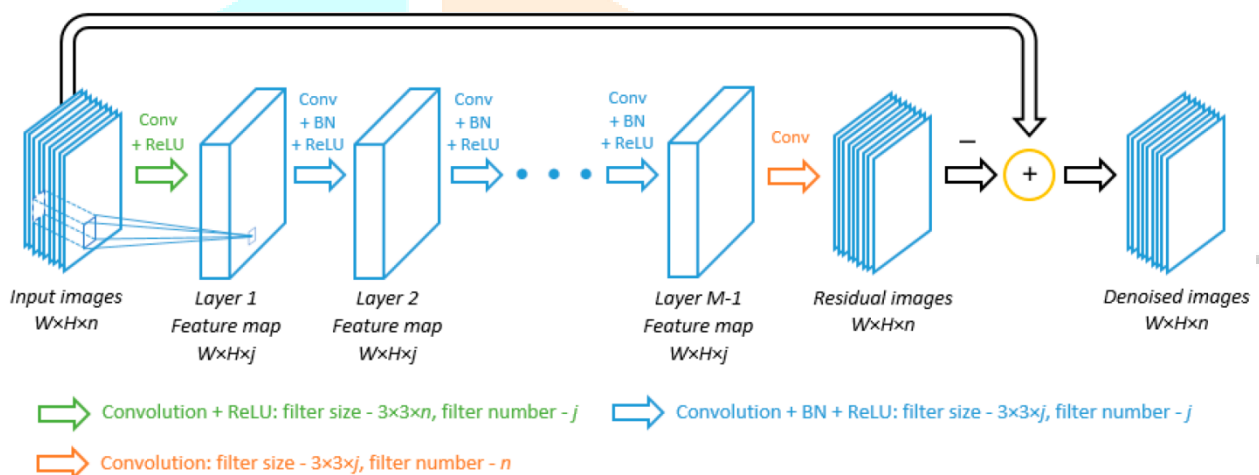 Conv
+ ReLU
Conv
+ BN
+ ReLU
Conv
+ BN
+ ReLU
Conv
+ BN
+ ReLU
Conv
−
+
Input images
W×H×n
Layer 1
Feature map
W×H×j
Layer 2
Feature map
W×H×j
Layer M-1
Feature map
W×H×j
Residual images
W×H×n
Denoised images
W×H×n
Convolution + ReLU: filter size - 3×3×n, filter number - j
Convolution + BN + ReLU: filter size - 3×3×j, filter number - j
Convolution: filter size - 3×3×j, filter number - n